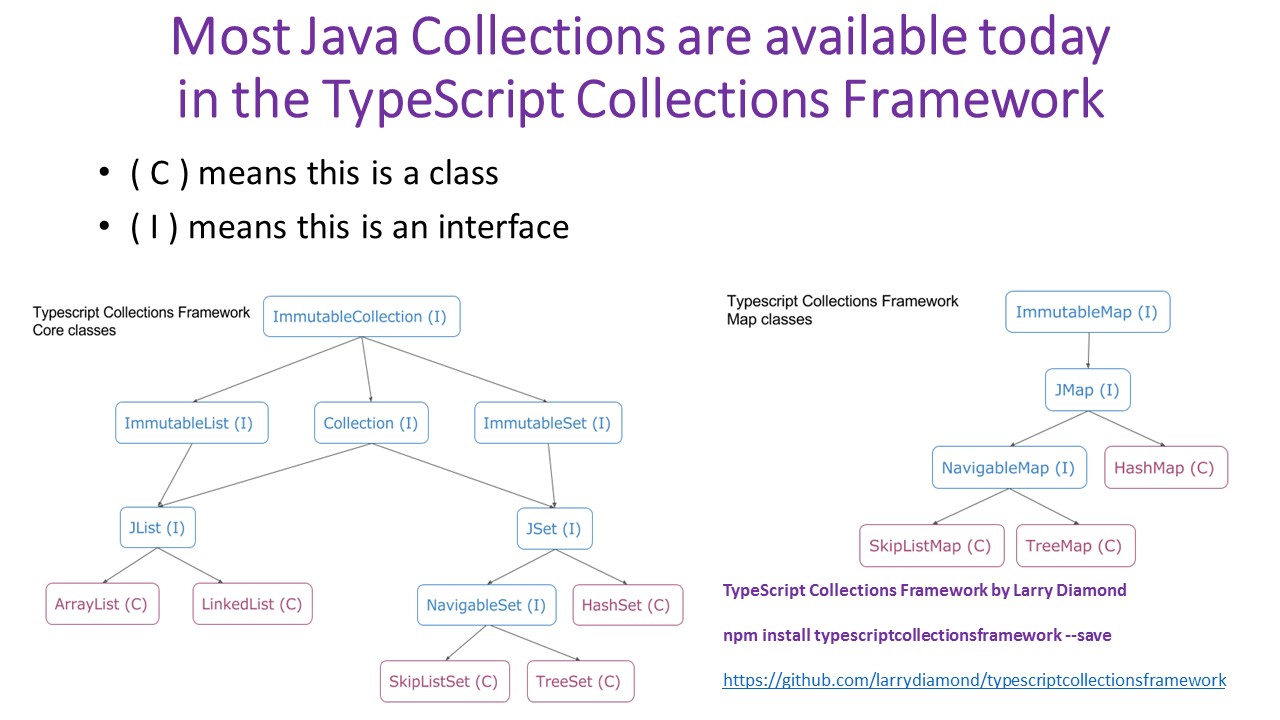 Most Java Collections are available today
in the TypeScript Collections Framework
• ( C ) means this is a class
• ( I ) means this is an interface
Typescript Collections Framework
Core classes
ImmutableCollection (I)
ImmutableList (I)
Collection (I)
ImmutableSet (I)
JList (I)
JSet (I)
ArrayList (C)
LinkedList (C)
NavigableSet (I)
HashSet (C)
SkipListSet (C)
TreeSet (C)
Typescript Collections Framework
Map classes
ImmutableMap (I)
JMap (I)
NavigableMap (I)
HashMap (C)
SkipListMap (C)
TreeMap (C)
TypeScript Collections Framework by Larry Diamond
npm install typescriptcollectionsframework --save
https://github.com/larrydiamond/typescriptcollectionsframework